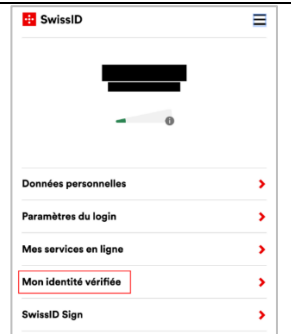 SwissID
Données personnelles
Paramètres du login
Mes services en ligne
Mon identité vérifiée
SwissID Sign